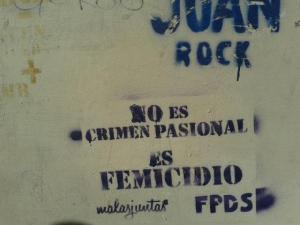 JUAN
ROCK
NO ES
CRIMEN PASIONAL
ES
FEMICIDIO
malasjuntas FPDS